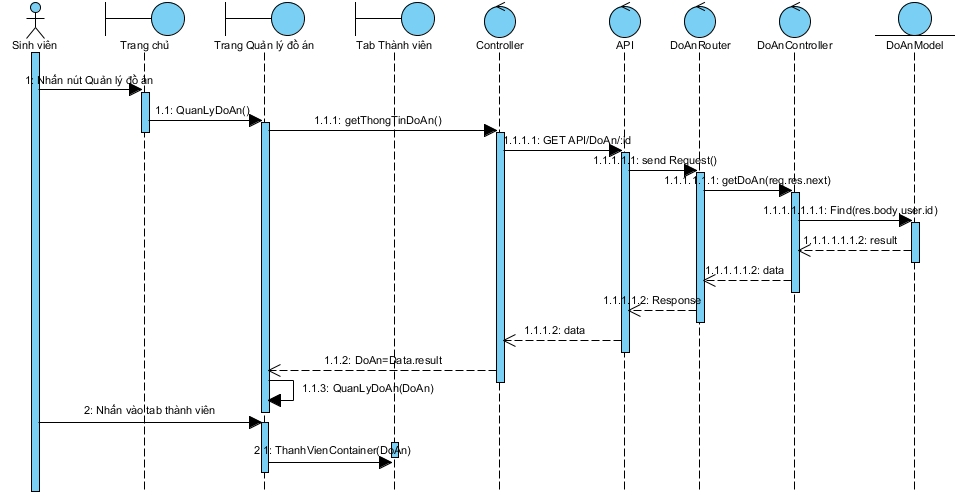 Sinh viên
Trang chủ
Trang Quản lý đồ án
Tab Thành viên
Controller
API
DoAnRouter
DoAnController
DoAnModel
1: Nhấn nút Quản lý đồ án
1.1: QuanLyDoAn()
1.1.1: getThongTinDoAn()
1.1.1.1: GET API/DoAn/:id
1.1.1.1.1: send Request()
1.1.1.1.1.1: getDoAn(req.res.next)
1.1.1.1.1.1.1: Find(res.body.user.id)
1.1.1.1.1.1.2: result
1.1.1.1.1.2: data
1.1.1.1.2: Response
1.1.1.2: data
1.1.2: DoAn=Data.result
1.1.3: QuanLyDoAn(DoAn)
2: Nhấn vào tab thành viên
2.1: ThanhVienContainer(DoAn)